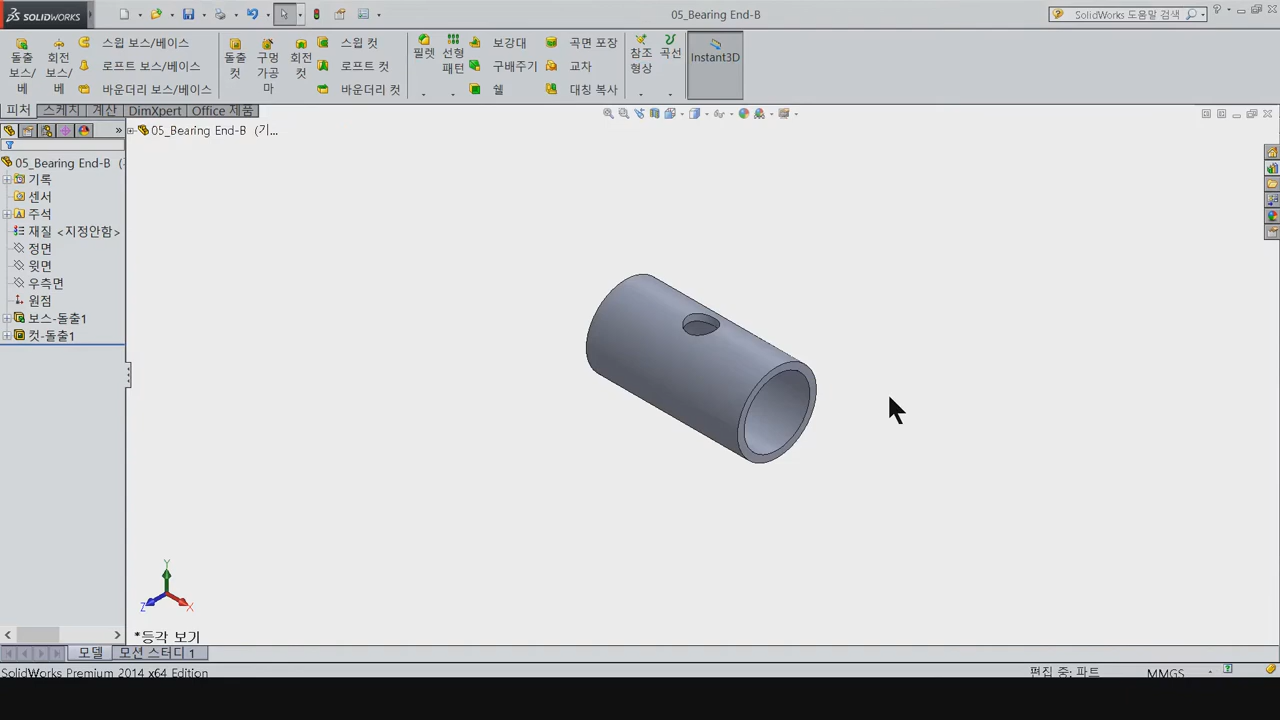 SOLIDWORKS
05_Bearing End-B
SolidWorks 도움말 검색
돌출 보스/베
회전 보스/베
스윕 보스/베이스
로프트 보스/베이스
바운더리 보스/베이스
돌출 컷
구멍 가공 마
회전 컷
스윕 컷
로프트 컷
바운더리 컷
필렛
선형 패턴
보강대
구배주기
쉘
곡면 포장
교차
대칭 복사
참조 형상
곡선
Instant3D
피처
스케치
계산
DimXpert
Office 제품
05_Bearing End-B (기...
05_Bearing End-B (
기록
센서
주석
재질 <지정안함>
정면
윗면
우측면
원점
보스-돌출1
컷-돌출1
Y
Z
X
*등각 보기
모델
모션 스터디 1
SolidWorks Premium 2014 x64 Edition
편집 중: 파트
MMGS